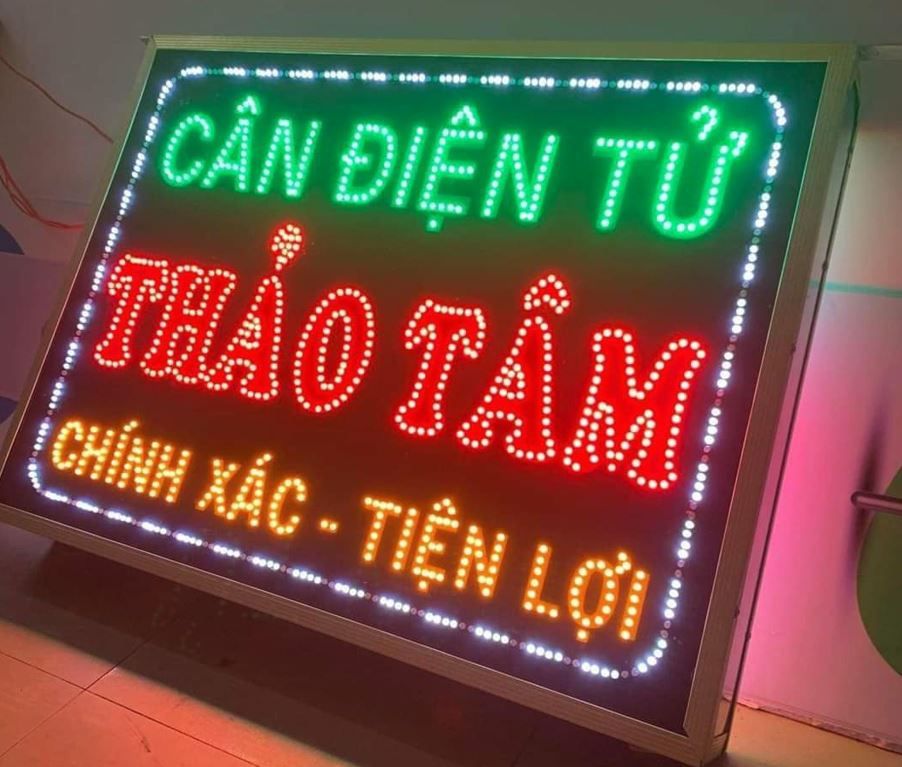 CÂN ĐIỆN TỬ
THẢO TÂM
CHÍNH XÁC - TIỆN LỢI